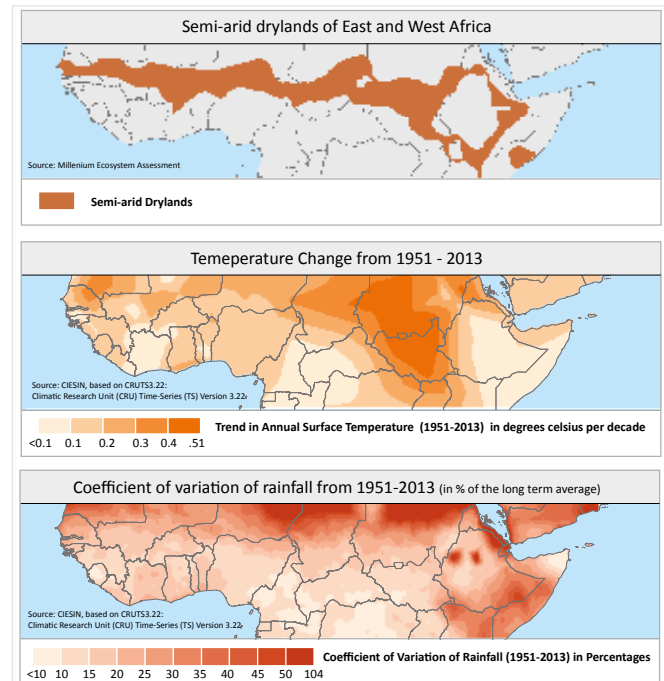 Semi-arid drylands of East and West Africa
Source: Millenium Ecosystem Assessment
Semi-arid Drylands
Temeperature Change from 1951 - 2013
Source: CIESIN, based on CRUTS3.22:
Climatic Research Unit (CRU) Time-Series (TS) Version 3.22.
Trend in Annual Surface Temperature (1951-2013) in degrees celsius per decade
<0.1 0.1 0.2 0.3 0.4 .51
Coefficient of variation of rainfall from 1951-2013 (in % of the long term average)
Source: CIESIN, based on CRUTS3.22:
Climatic Research Unit (CRU) Time-Series (TS) Version 3.22.
Coefficient of Variation of Rainfall (1951-2013) in Percentages
<10 10 15 20 25 30 35 40 45 50 104